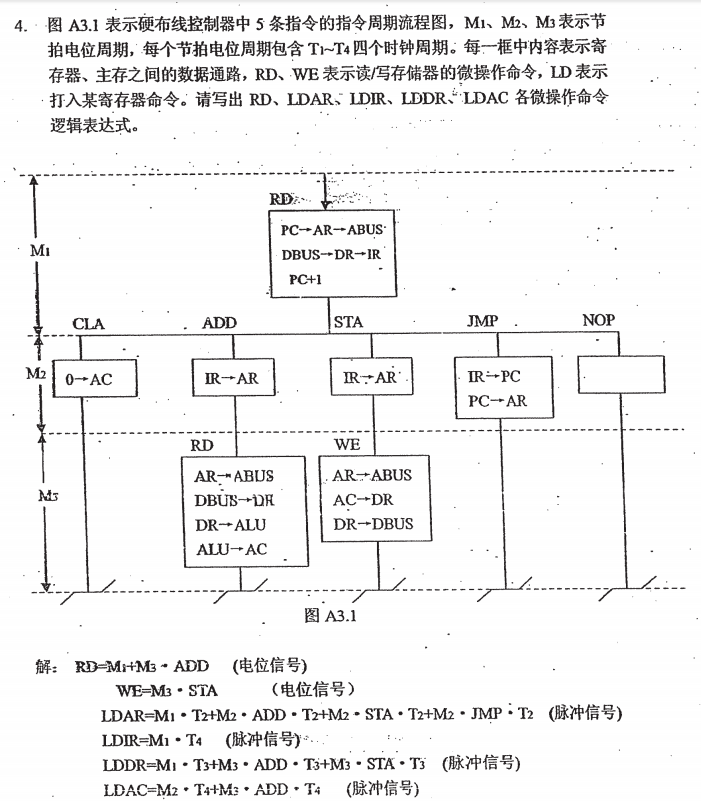 4. 图 A3.1 表示硬布线控制器中 5 条指令的指令周期流程图，M1、M2、M3 表示节
拍电位周期，每个节拍电位周期包含 T1~T4 四个时钟周期。每一框中内容表示寄
存器、主存之间的数据通路，RD、WE 表示读/写存储器的微操作命令，LD 表示
打入某寄存器命令。请写出 RD、LDAR、LDIR、LDDR、LDAC 各微操作命令
逻辑表达式。
RD
PC→AR→ABUS
DBUS→DR→IR
PC+1
M1
CLA ADD STA JMP NOP
M2
0→AC
IR→AR
IR→AR
IR→PC
PC→AR
RD
WE
M3
AR→ABUS
DBUS→DR
DR→ALU
ALU→AC
AR→ABUS
AC→DR
DR→DBUS
图 A3.1
解： RD=M1+M3·ADD (电位信号)
WE=M3·STA （电位信号）
LDAR=M1·T2+M2·ADD·T2+M2·STA·T2+M2·JMP·T2 (脉冲信号)
LDIR=M1·T4 (脉冲信号)
LDDR=M1·T3+M3·ADD·T3+M3·STA·T3 (脉冲信号)
LDAC=M2·T4+M3·ADD·T4 (脉冲信号)